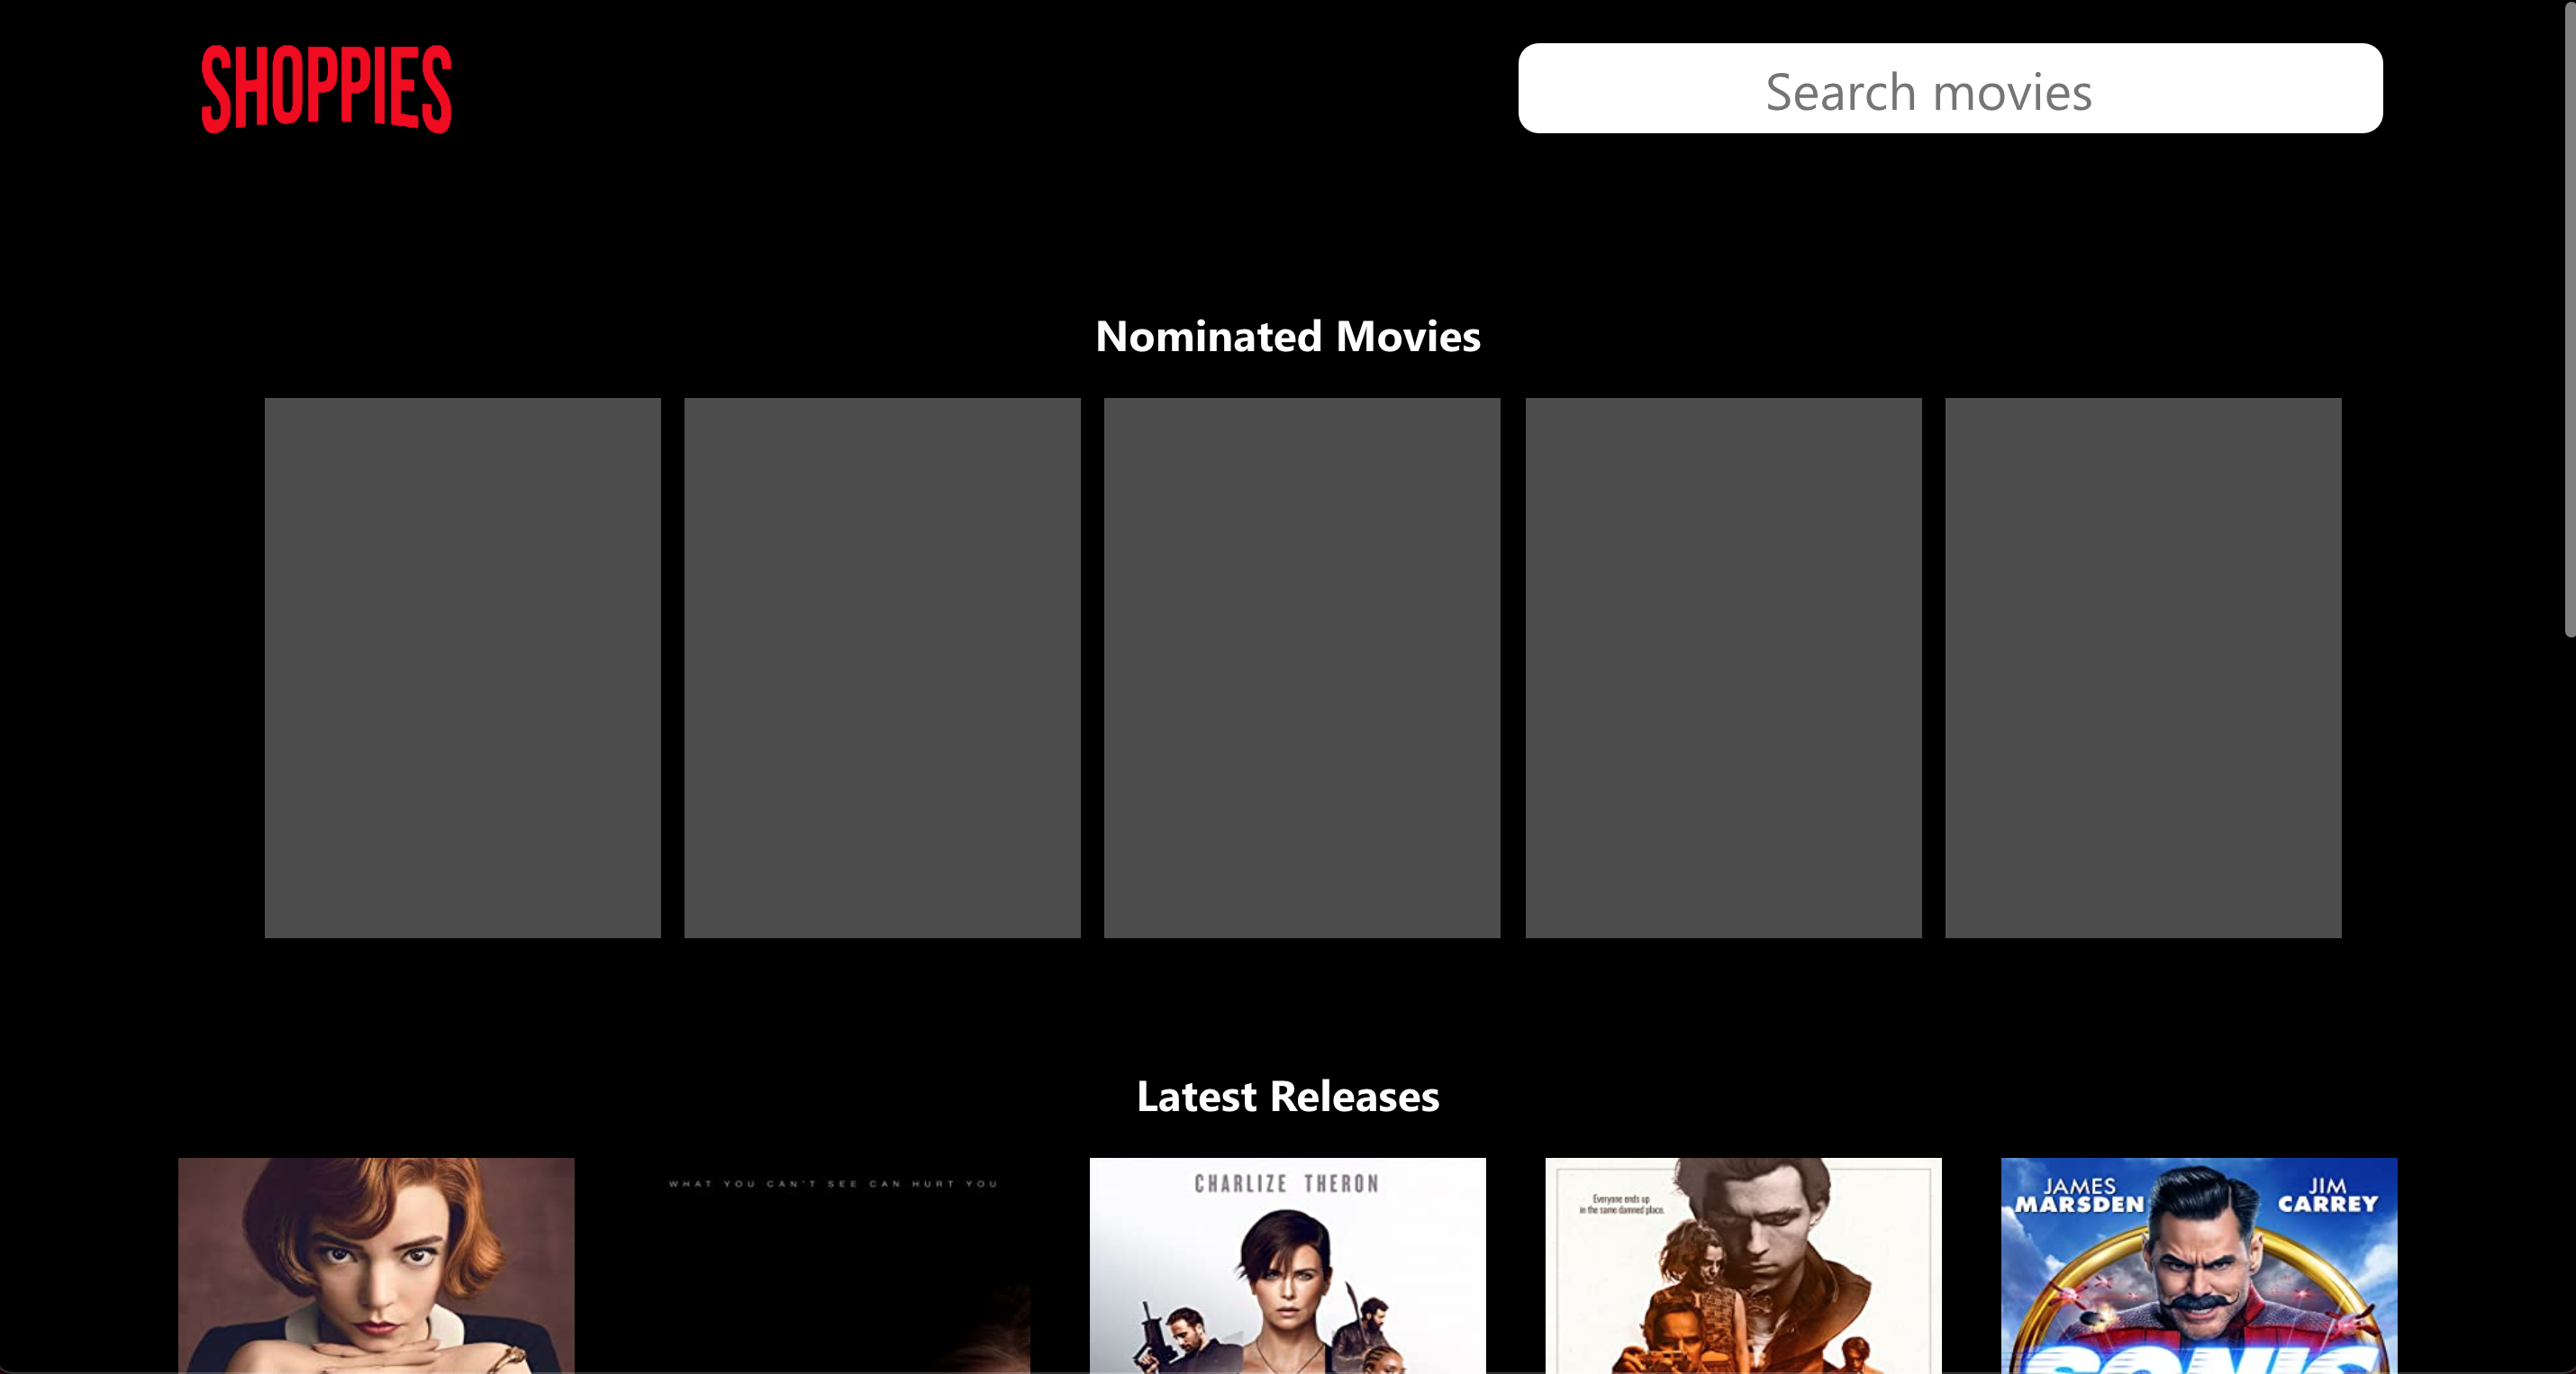 SHOPPIES
Search movies
Nominated Movies
Latest Releases
WHAT YOU CAN'T SEE CAN HURT YOU
CHARLIZE THERON
Everyone ends up
in the same damned place.
JAMES
MARSDEN
JIM
CARREY
SONIC